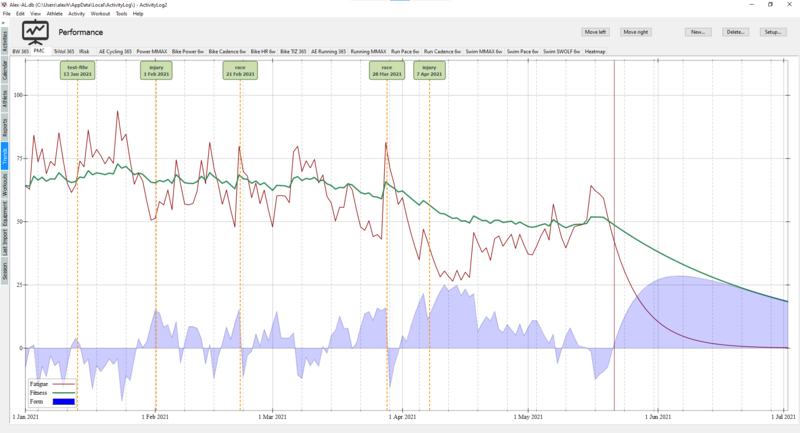 Alex-AL.db (C:\Users\alexh\AppData\Local\ActivityLog\) - ActivityLog2
File Edit View Athlete Activity Workout Tools Help
Performance
Move left Move right New... Delete... Setup...
BW 365 PMC TriVol 365 IRisk AE Cycling 365 Power MMAX Bike Power 6w Bike Cadence 6w Bike HR 6w Bike TIZ 365 AE Running 365 Running MMAX Run Pace 6w Run Cadence 6w Swim MMAX 6w Swim Pace 6w Swim SWOLF 6w Heatmap
Activities
Calendar
Athlete
Reports
Trends
Workouts
Equipment
Last Import
Session
13 Jan 2021
injury
1 Feb 2021
race
21 Feb 2021
race
28 Mar 2021
injury
7 Apr 2021
100
75
50
25
0
Fatigue
Fitness
Form
1 Jan 2021 1 Feb 2021 1 Mar 2021 1 Apr 2021 1 May 2021 1 Jun 2021 1 Jul 2021